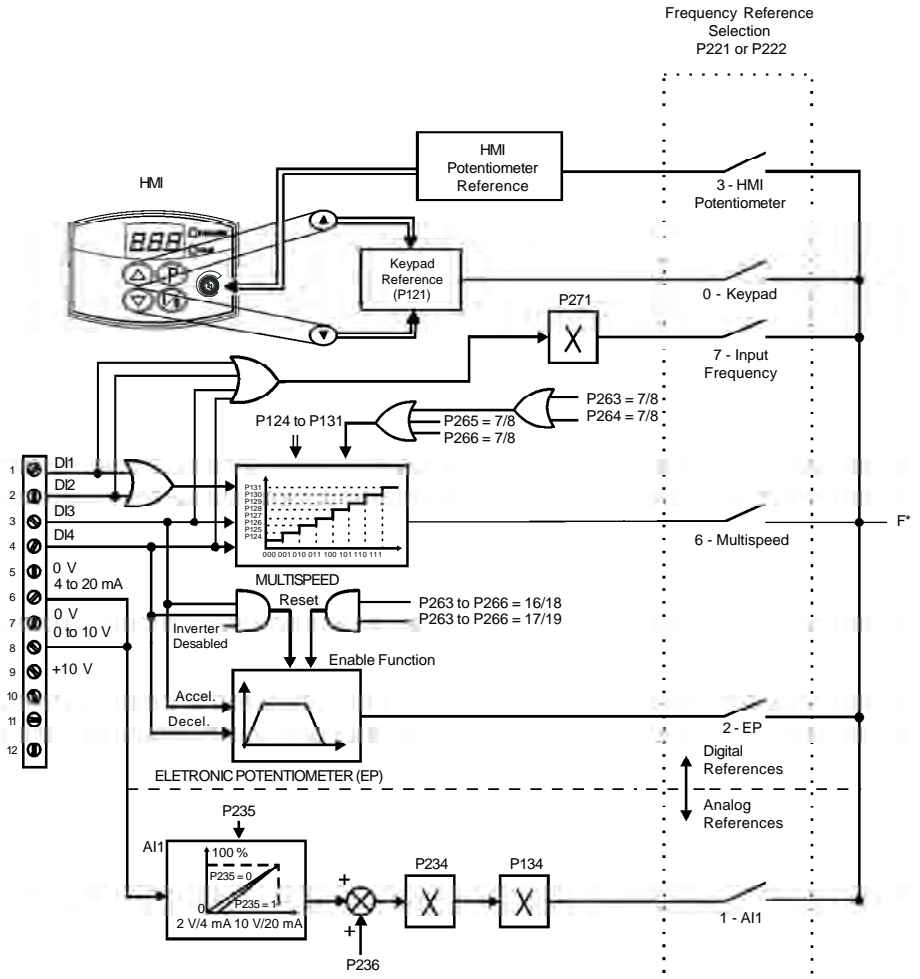 Frequency Reference
Selection
P221 or P222
HMI
Potentiometer
Reference
HMI
3 - HMI
Potentiometer
Keypad
Reference
(P121)
0 - Keypad
P271
X
7 - Input
Frequency
P263 = 7/8
P264 = 7/8
P265 = 7/8
P266 = 7/8
P124 to P131
1
DI1
2
DI2
3
DI3
4
DI4
5
0 V
4 to 20 mA
6
7
0 V
0 to 10 V
8
9
+10 V
10
11
12
P131
P130
P129
P128
P127
P126
P125
P124
000 001 010 011 100 101 110 111
MULTISPEED
6 - Multispeed
F*
Reset
Inverter
Desabled
P263 to P266 = 16/18
P263 to P266 = 17/19
Enable Function
Accel.
Decel.
2 - EP
ELETRONIC POTENTIOMETER (EP)
Digital
References
Analog
References
P235
AI1
100 %
P235 = 0
P235 = 1
0
2 V/4 mA 10 V/20 mA
+
+
P236
P234
X
P134
X
1 - AI1